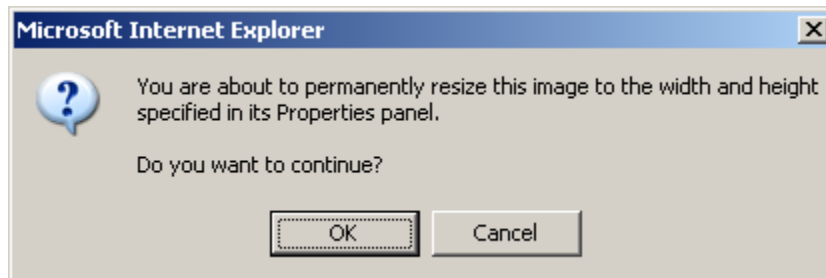 Microsoft Internet Explorer
You are about to permanently resize this image to the width and height
specified in its Properties panel.
Do you want to continue?
OK
Cancel